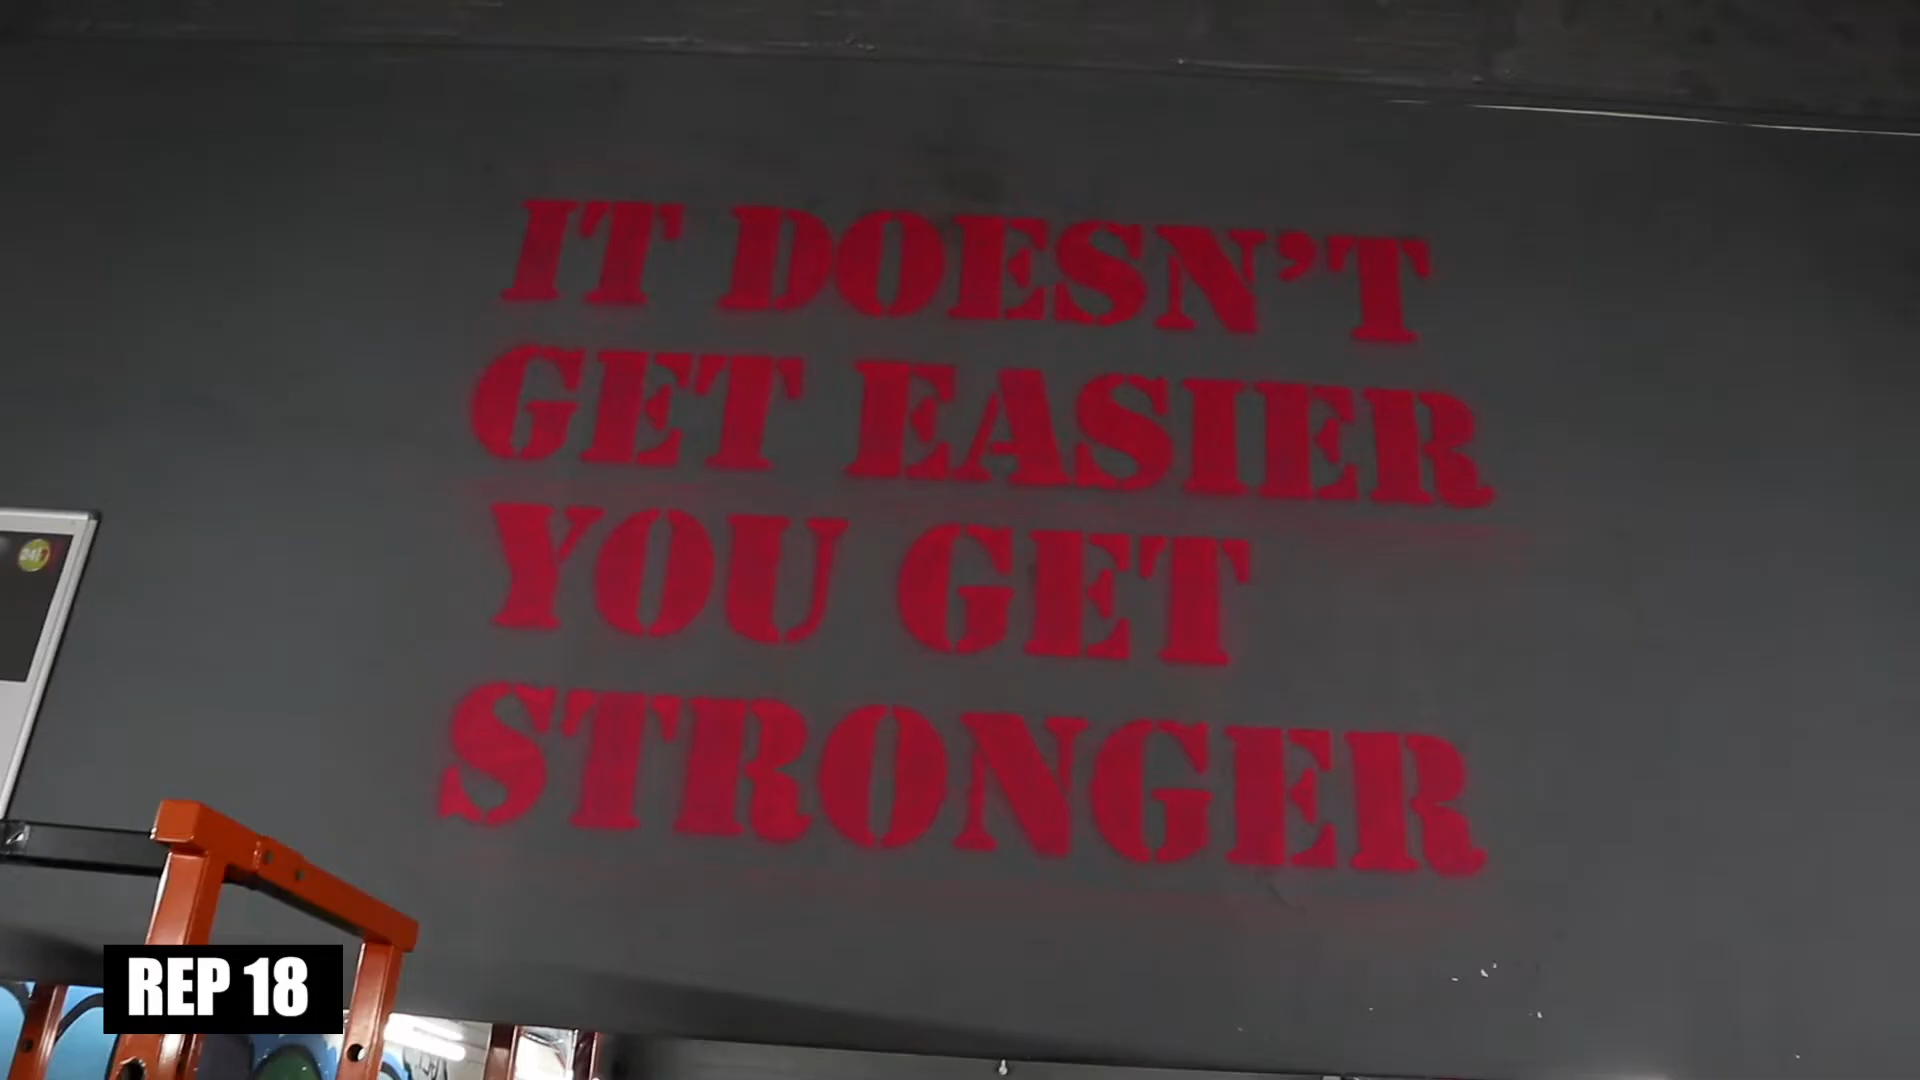 IT DOESN'T
GET EASIER
YOU GET
STRONGER
REP 18